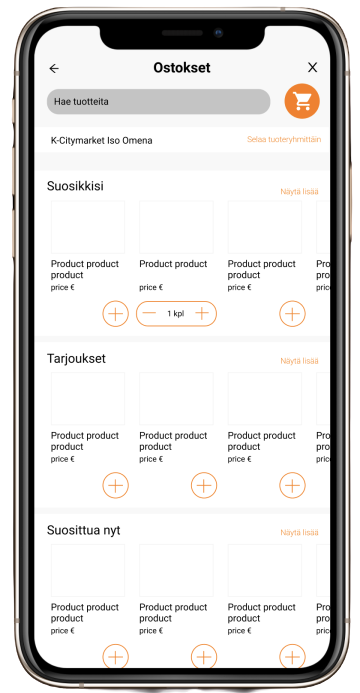 Ostokset
X
Hae tuotteita
K-Citymarket Iso Omena
Selaa tuoteryhmittäin
Suosikkisi
Näytä lisää
Product product product price €
Product product price €
1 kpl
Product product product price €
Pro pro pric
Tarjoukset
Näytä lisää
Product product product price €
Product product product price €
Product product product price €
Pro pro pric
Suosittua nyt
Näytä lisää
Product product product price €
Product product product price €
Product product product price €
Pro pro pric